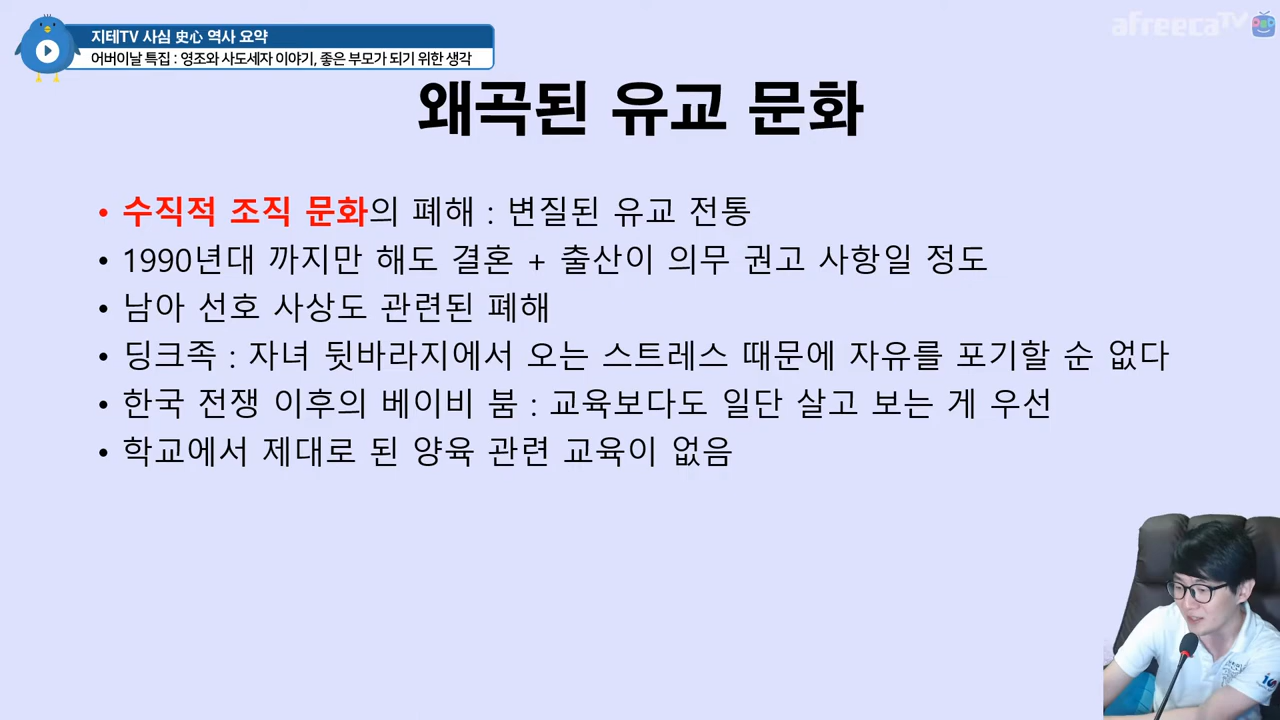 지테TV 사심 史心 역사 요약
어버이날 특집 : 영조와 사도세자 이야기, 좋은 부모가 되기 위한 생각
afreecaTV
왜곡된 유교 문화
• 수직적 조직 문화의 폐해 : 변질된 유교 전통
• 1990년대 까지만 해도 결혼 + 출산이 의무 권고 사항일 정도
• 남아 선호 사상도 관련된 폐해
• 딩크족 : 자녀 뒷바라지에서 오는 스트레스 때문에 자유를 포기할 순 없다
• 한국 전쟁 이후의 베이비 붐 : 교육보다도 일단 살고 보는 게 우선
• 학교에서 제대로 된 양육 관련 교육이 없음